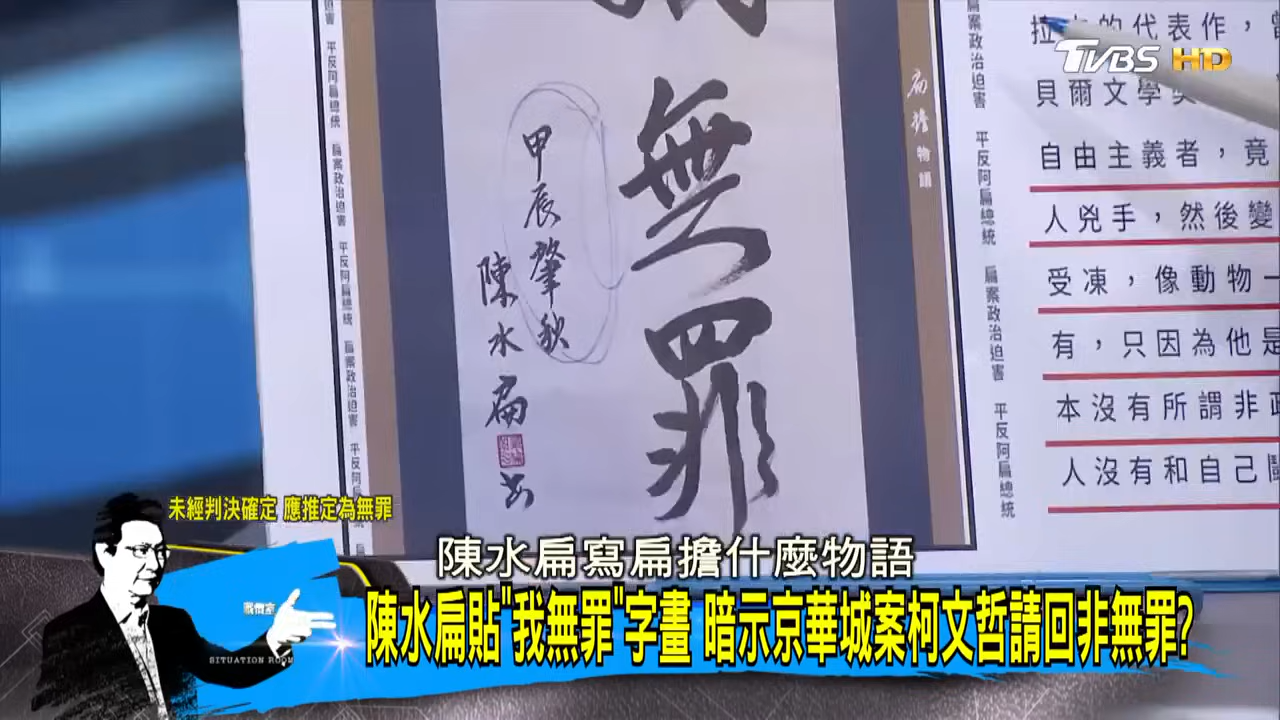 TVBS HD
無罪
甲辰肇秋
陳水扁
扁擔物語
平反阿扁總統 扁案政治迫害 平反阿扁總統 扁案政治迫害
扁案政治迫害 平反阿扁總統 扁案政治迫害 平反阿扁總統
的代表作，
貝爾文學
自由主義者，竟
人兇手，然後變
受凍，像動物一
有，只因為他是
本沒有所謂非政
人沒有和自己
未經判決確定 應推定為無罪
陳水扁寫扁擔什麼物語
陳水扁貼"我無罪"字畫 暗示京華城案柯文哲請回非無罪?
SITUATION ROOM